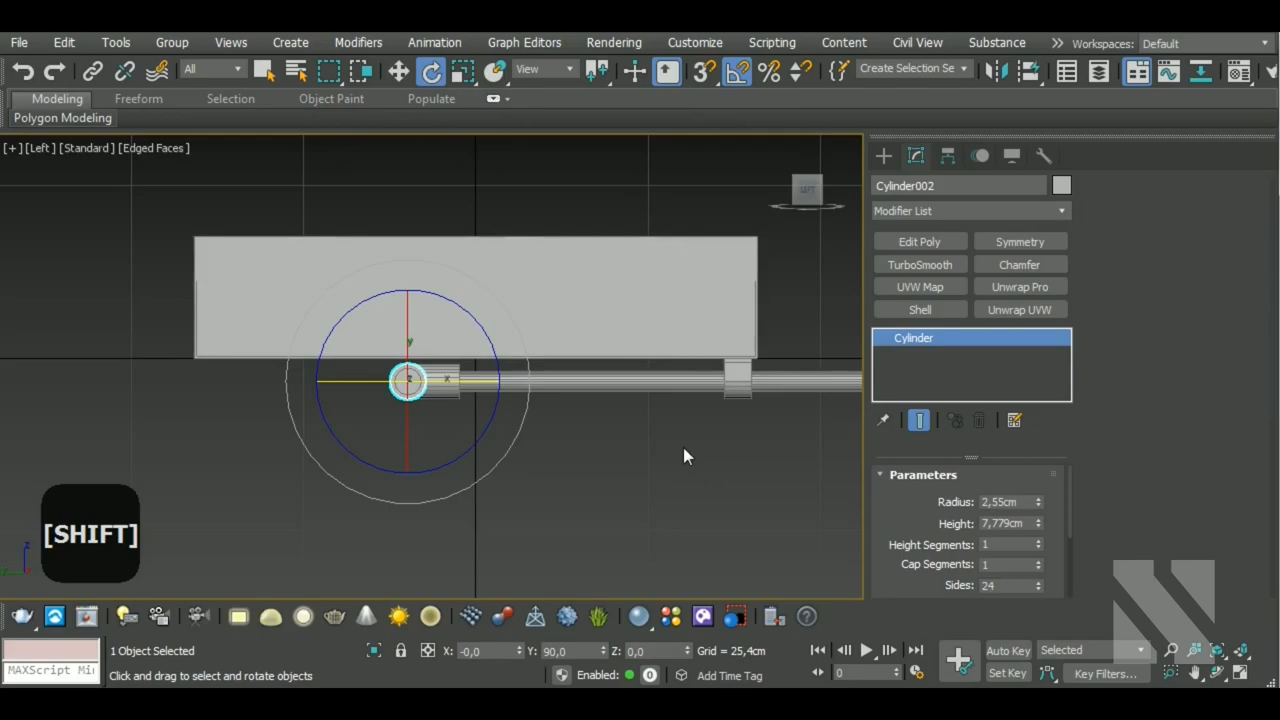 File Edit Tools Group Views Create Modifiers Animation Graph Editors Rendering Customize Scripting Content Civil View Substance Workspaces: Default
All View Create Selection Se
Modeling Freeform Selection Object Paint Populate
Polygon Modeling
[+] [Left] [Standard] [Edged Faces]
Cylinder002
Modifier List
Edit Poly Symmetry
TurboSmooth Chamfer
UVW Map Unwrap Pro
Shell Unwrap UVW
Cylinder
y
z x
Parameters
Radius: 2,55cm
Height: 7,779cm
Height Segments: 1
Cap Segments: 1
Sides: 24
[SHIFT]
z
1 Object Selected X: -0,0 Y: 90,0 Z: 0,0 Grid = 25,4cm Auto Key Selected
MAXScript Mi Click and drag to select and rotate objects Enabled: 0 Add Time Tag 0 Set Key Key Filters...